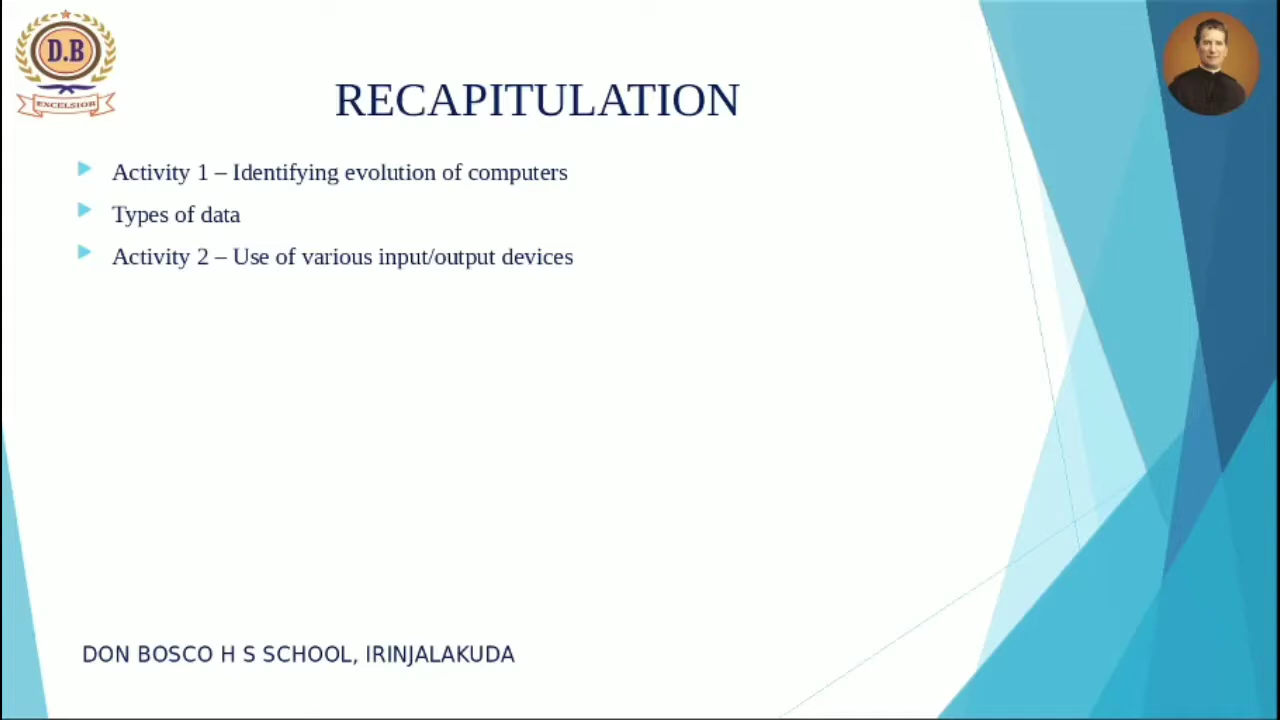 D.B
EXCELSIOR
RECAPITULATION
Activity 1 – Identifying evolution of computers
Types of data
Activity 2 – Use of various input/output devices
DON BOSCO H S SCHOOL, IRINJALAKUDA